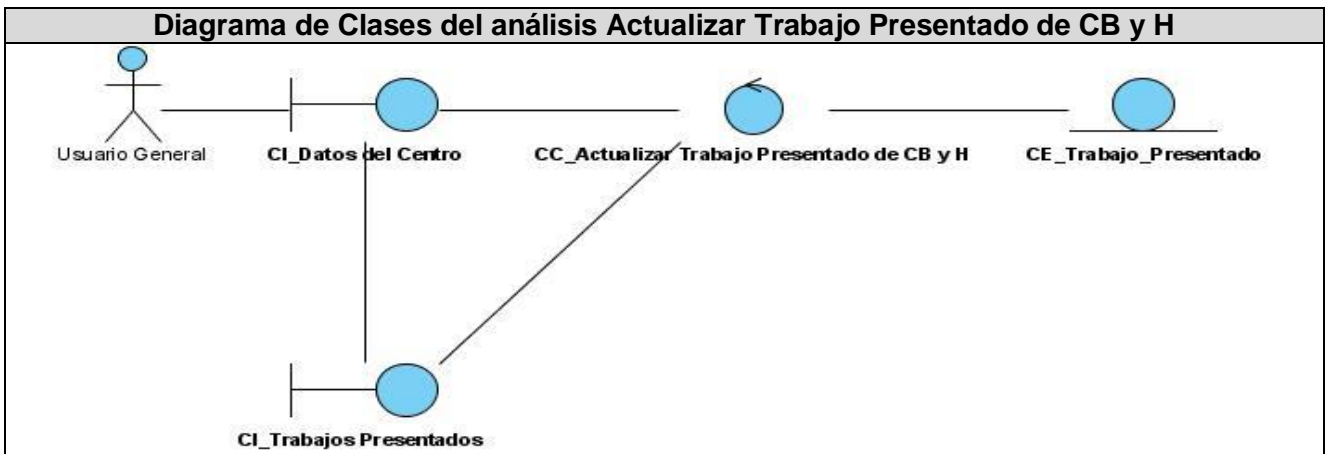 Diagrama de Clases del análisis Actualizar Trabajo Presentado de CB y H
Usuario General
CI_Datos del Centro
CC_Actualizar Trabajo Presentado de CB y H
CE_Trabajo_Presentado
CI_Trabajos Presentados